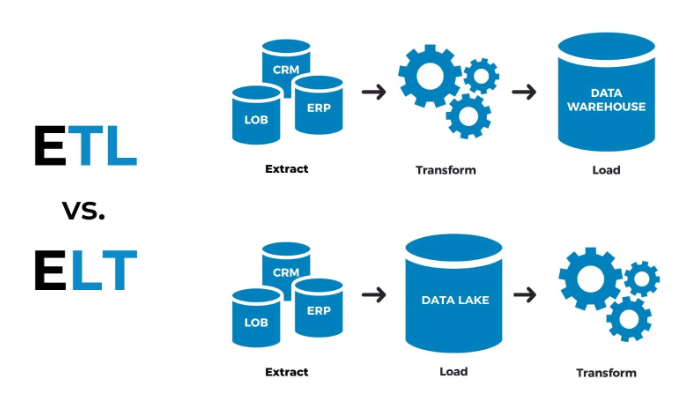 ETL
vs.
ELT
CRM
LOB
ERP
DATA
WAREHOUSE
Extract
Transform
Load
CRM
LOB
ERP
DATA LAKE
Extract
Load
Transform